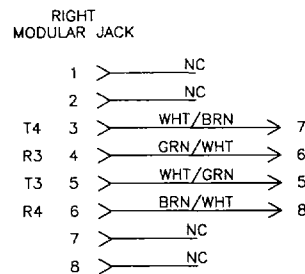 RIGHT
MODULAR JACK
1 NC
2 NC
T4 3 WHT/BRN 7
R3 4 GRN/WHT 6
T3 5 WHT/GRN 5
R4 6 BRN/WHT 8
7 NC
8 NC